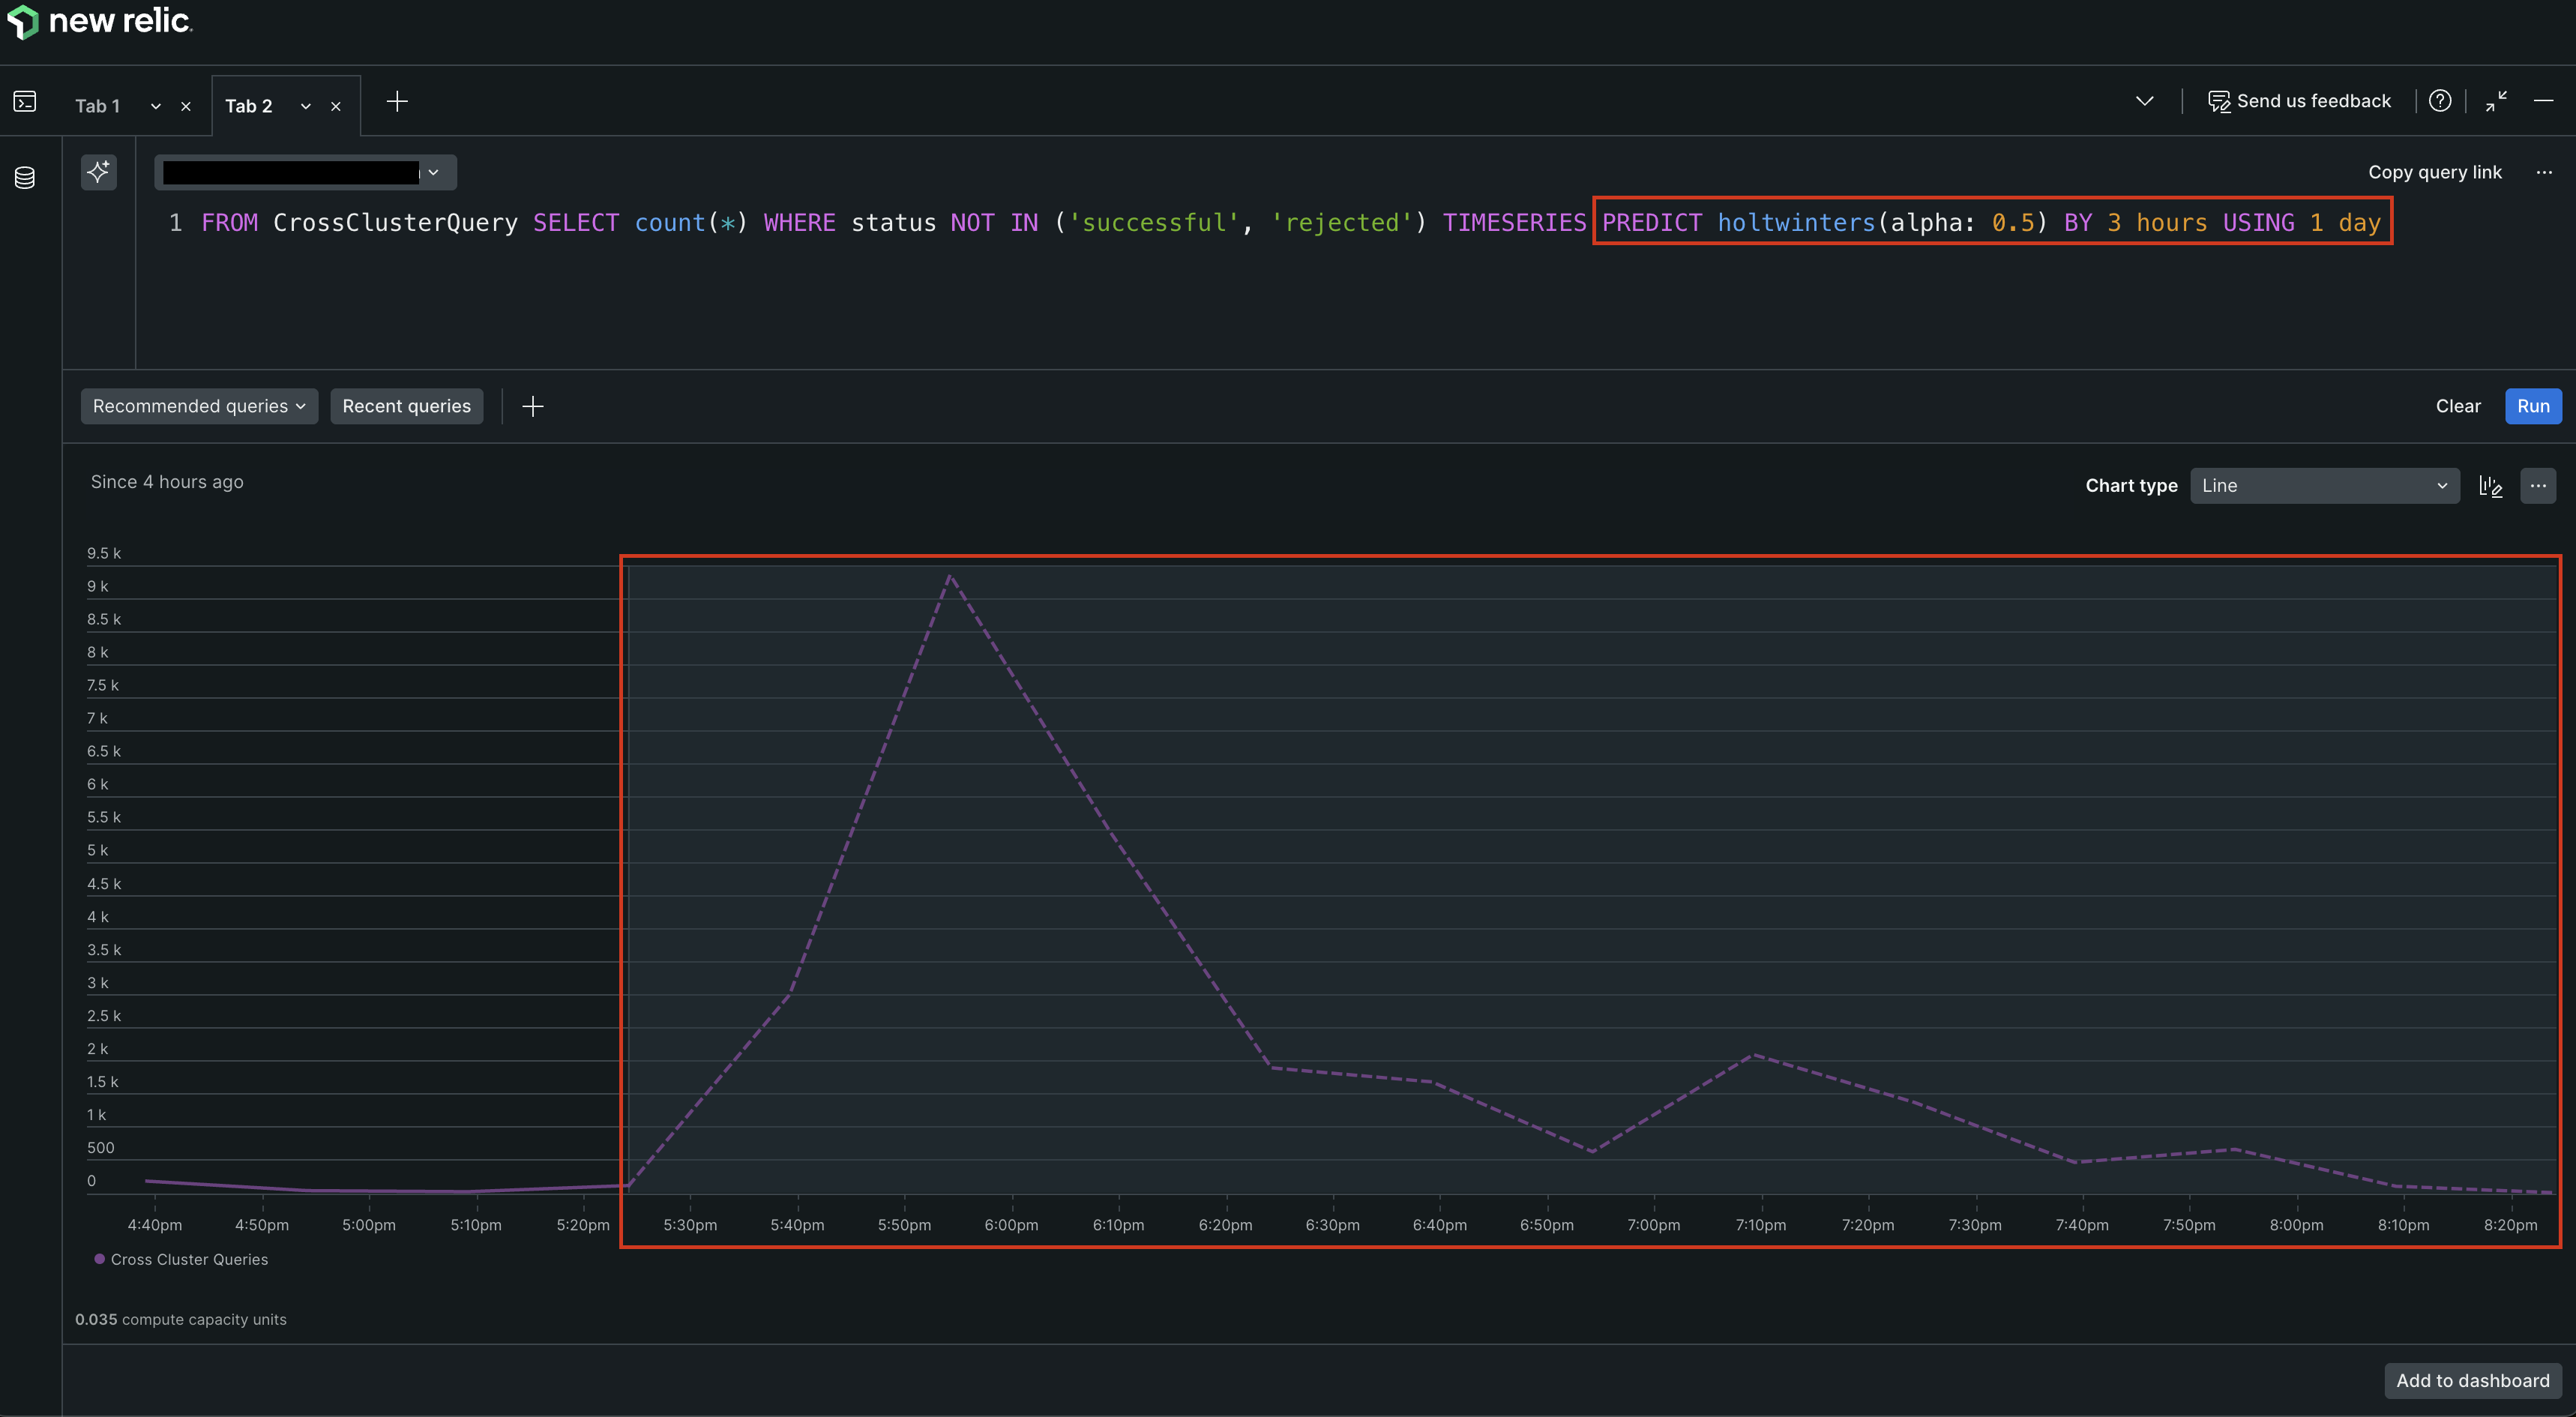 new relic.
Tab 1
Tab 2
Send us feedback
Copy query link
1 FROM CrossClusterQuery SELECT count(*) WHERE status NOT IN ('successful', 'rejected') TIMESERIES PREDICT holtwinters(alpha: 0.5) BY 3 hours USING 1 day
Recommended queries
Recent queries
Clear
Run
Since 4 hours ago
Chart type
Line
9.5 k
9 k
8.5 k
8 k
7.5 k
7 k
6.5 k
6 k
5.5 k
5 k
4.5 k
4 k
3.5 k
3 k
2.5 k
2 k
1.5 k
1 k
500
0
4:40pm 4:50pm 5:00pm 5:10pm 5:20pm 5:30pm 5:40pm 5:50pm 6:00pm 6:10pm 6:20pm 6:30pm 6:40pm 6:50pm 7:00pm 7:10pm 7:20pm 7:30pm 7:40pm 7:50pm 8:00pm 8:10pm 8:20pm
Cross Cluster Queries
0.035 compute capacity units
Add to dashboard